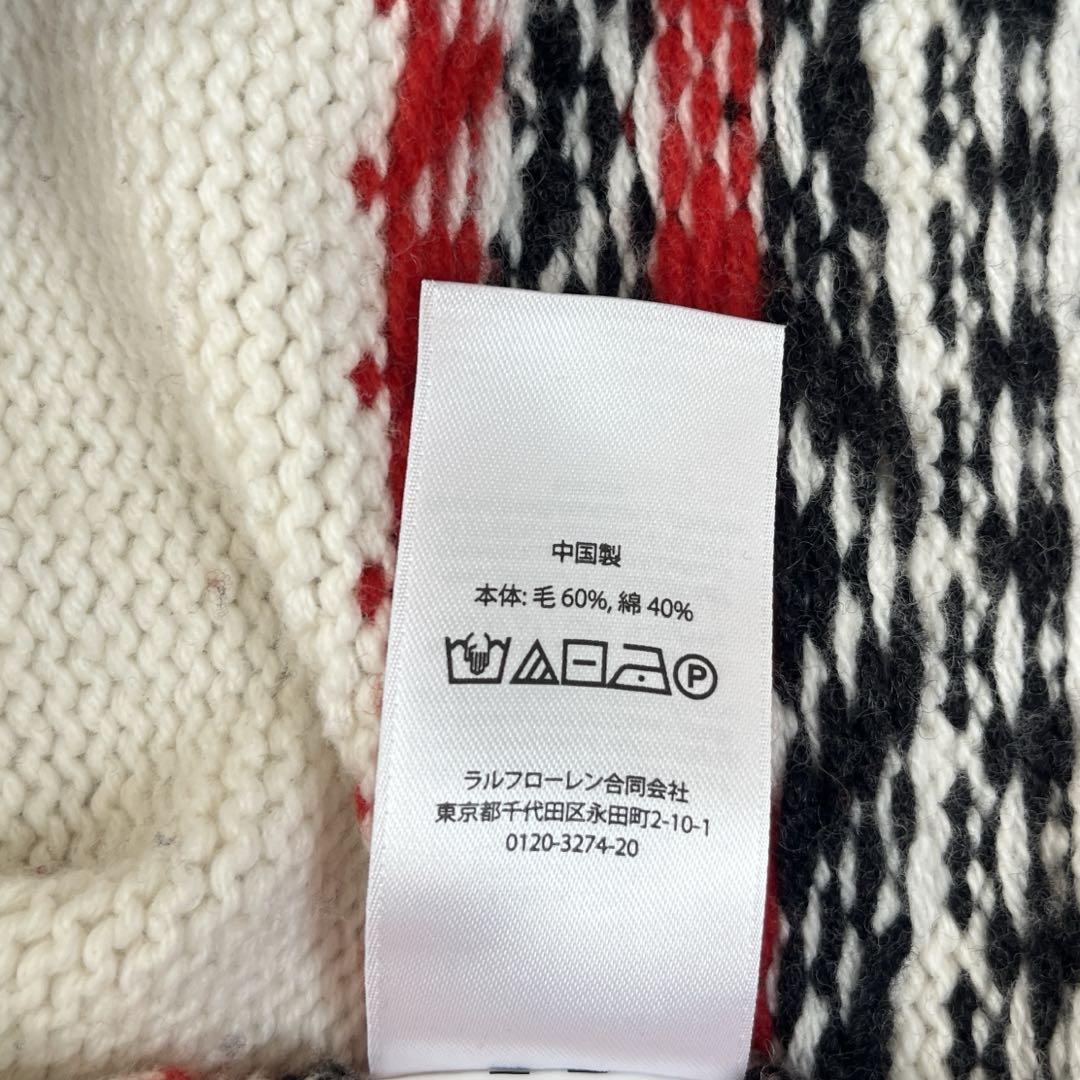 中国製
本体: 毛 60%, 綿 40%
P
ラルフローレン合同会社
東京都千代田区永田町2-10-1
0120-3274-20